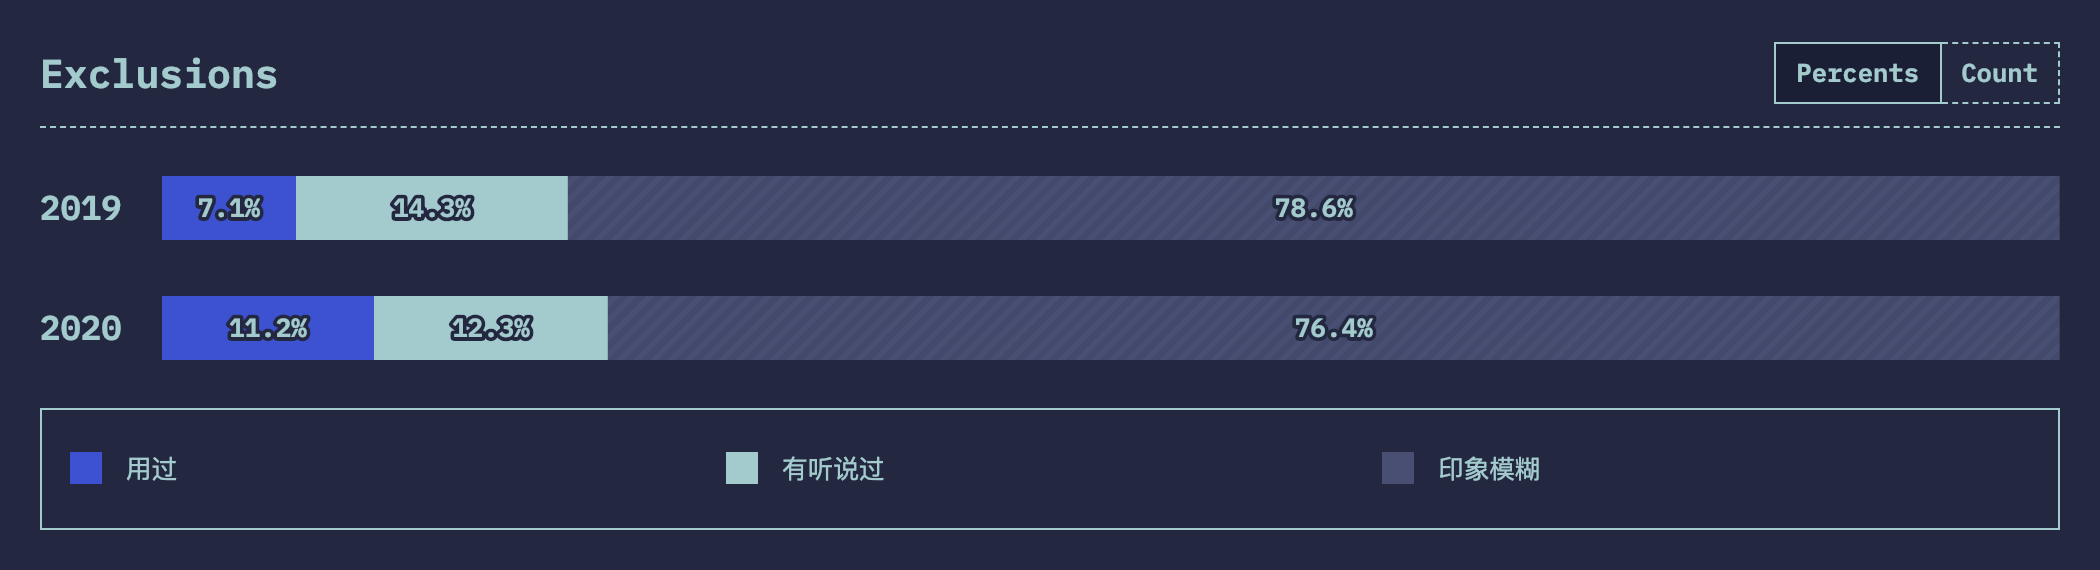 Exclusions
Percents Count
2019 7.1% 14.3% 78.6%
2020 11.2% 12.3% 76.4%
用过 有听说过 印象模糊